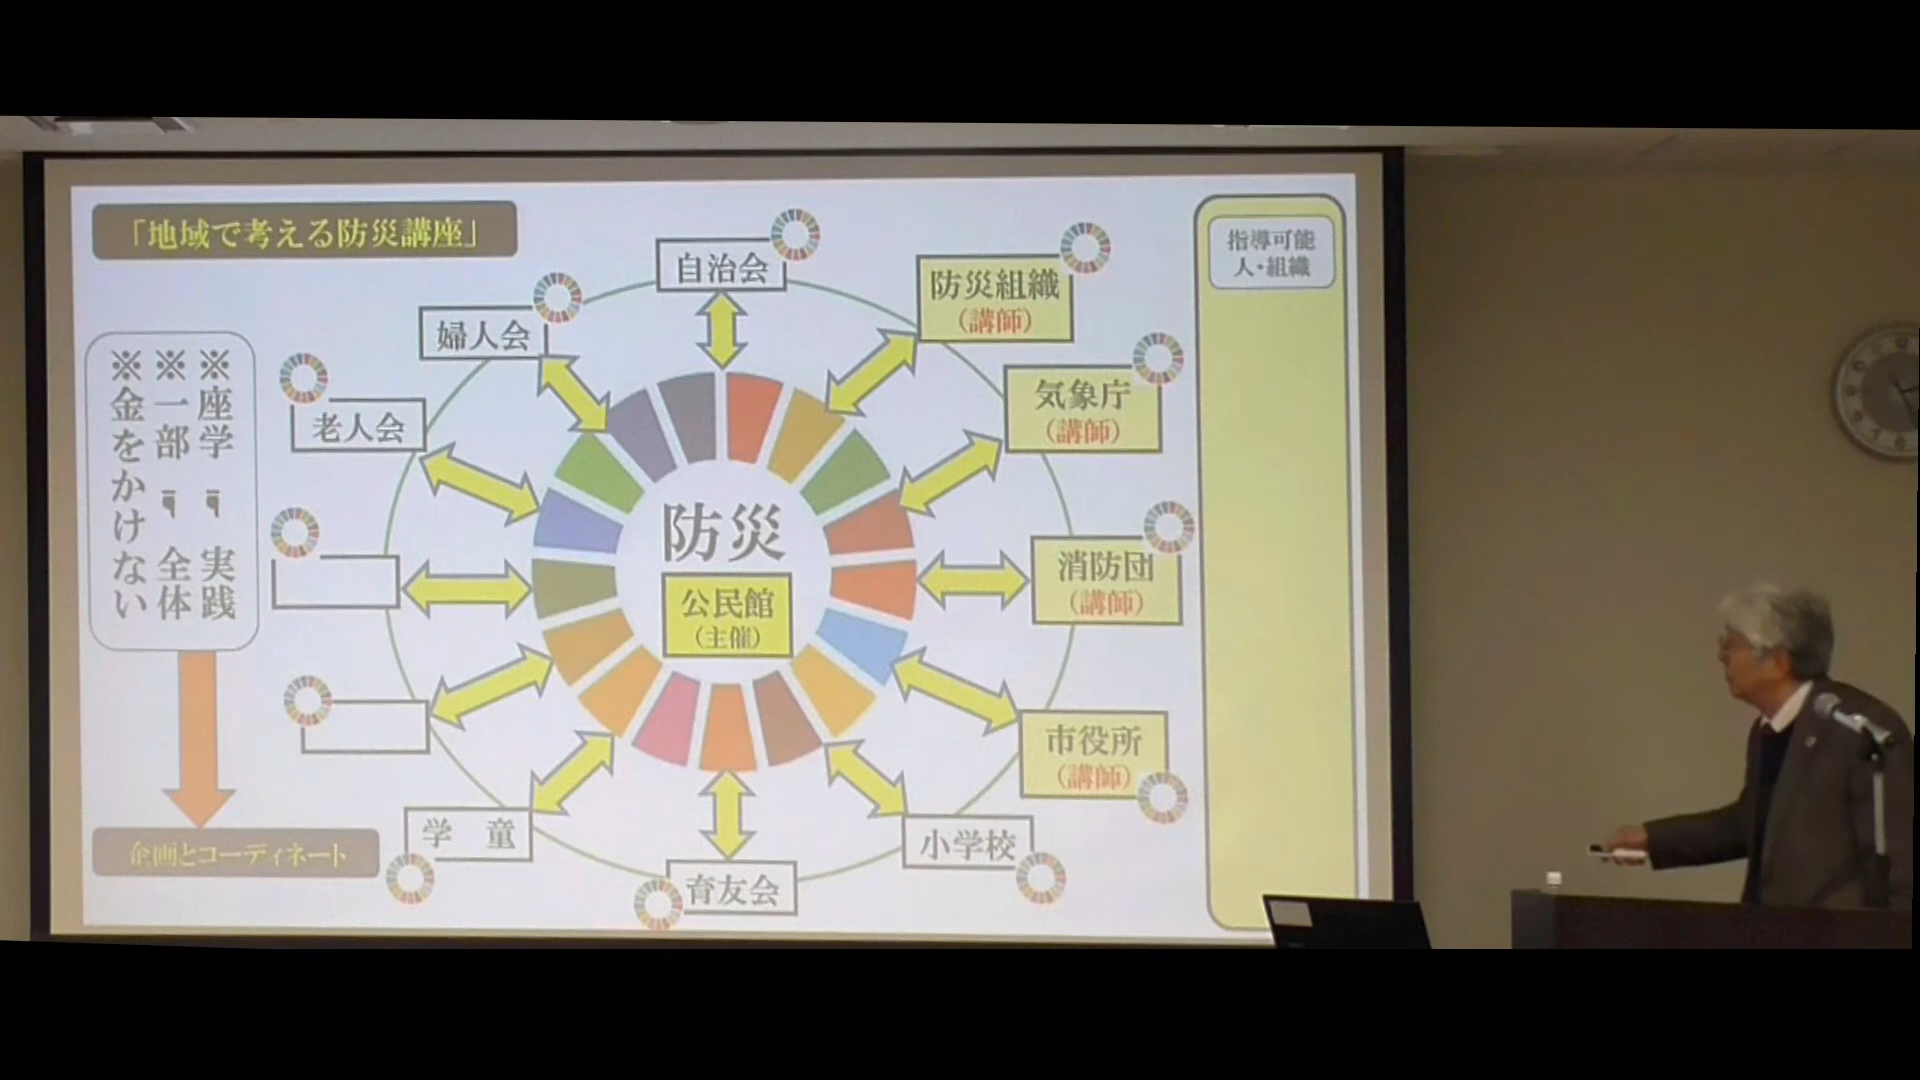 「地域で考える防災講座」
※座学 ➡ 実践
※一部 ➡ 全体
※金をかけない
企画とコーディネート
自治会
防災組織
(講師)
気象庁
(講師)
消防団
(講師)
市役所
(講師)
小学校
育友会
学 童
老人会
婦人会
防災
公民館
(主催)
指導可能
人・組織